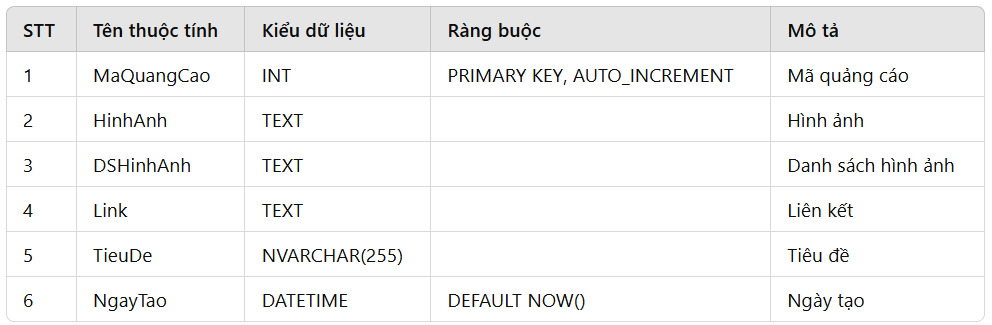 STT Tên thuộc tính Kiểu dữ liệu Ràng buộc Mô tả
1 MaQuangCao INT PRIMARY KEY, AUTO_INCREMENT Mã quảng cáo
2 HinhAnh TEXT Hình ảnh
3 DSHinhAnh TEXT Danh sách hình ảnh
4 Link TEXT Liên kết
5 TieuDe NVARCHAR(255) Tiêu đề
6 NgayTao DATETIME DEFAULT NOW() Ngày tạo